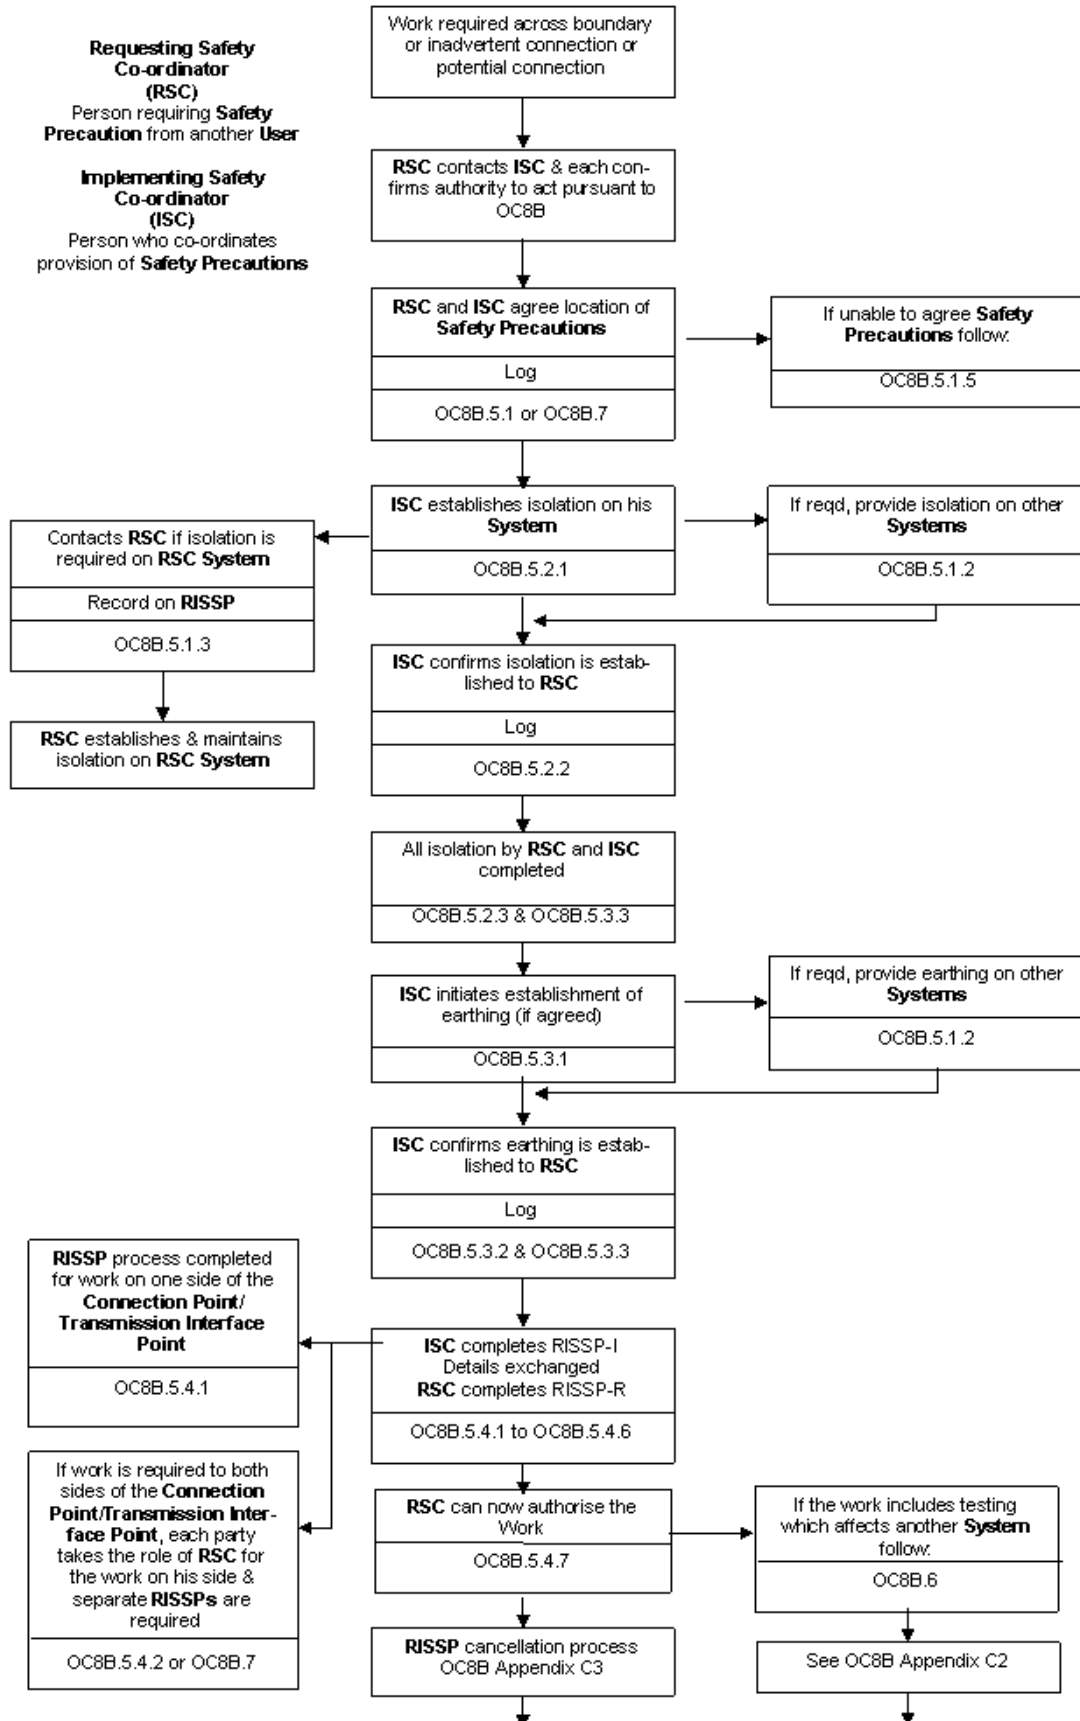 Requesting Safety
Co-ordinator
(RSC)
Person requiring Safety
Precaution from another User
Implementing Safety
Co-ordinator
(ISC)
Person who co-ordinates
provision of Safety Precautions
Work required across boundary
or inadvertent connection or
potential connection
RSC contacts ISC & each con-
firms authority to act pursuant to
OC8B
RSC and ISC agree location of
Safety Precautions
Log
OC8B.5.1 or OC8B.7
If unable to agree Safety
Precautions follow:
OC8B.5.1.5
ISC establishes isolation on his
System
OC8B.5.2.1
If reqd, provide isolation on other
Systems
OC8B.5.1.2
Contacts RSC if isolation is
required on RSC System
Record on RISSP
OC8B.5.1.3
RSC establishes & maintains
isolation on RSC System
ISC confirms isolation is estab-
lished to RSC
Log
OC8B.5.2.2
All isolation by RSC and ISC
completed
OC8B.5.2.3 & OC8B.5.3.3
ISC initiates establishment of
earthing (if agreed)
OC8B.5.3.1
If reqd, provide earthing on other
Systems
OC8B.5.1.2
ISC confirms earthing is estab-
lished to RSC
Log
OC8B.5.3.2 & OC8B.5.3.3
RISSP process completed
for work on one side of the
Connection Point/
Transmission Interface
Point
OC8B.5.4.1
ISC completes RISSP-I
Details exchanged
RSC completes RISSP-R
OC8B.5.4.1 to OC8B.5.4.6
If work is required to both
sides of the Connection
Point/Transmission Inter-
face Point, each party
takes the role of RSC for
the work on his side &
separate RISSPs are
required
OC8B.5.4.2 or OC8B.7
RSC can now authorise the
Work
OC8B.5.4.7
If the work includes testing
which affects another System
follow:
OC8B.6
RISSP cancellation process
OC8B Appendix C3
See OC8B Appendix C2